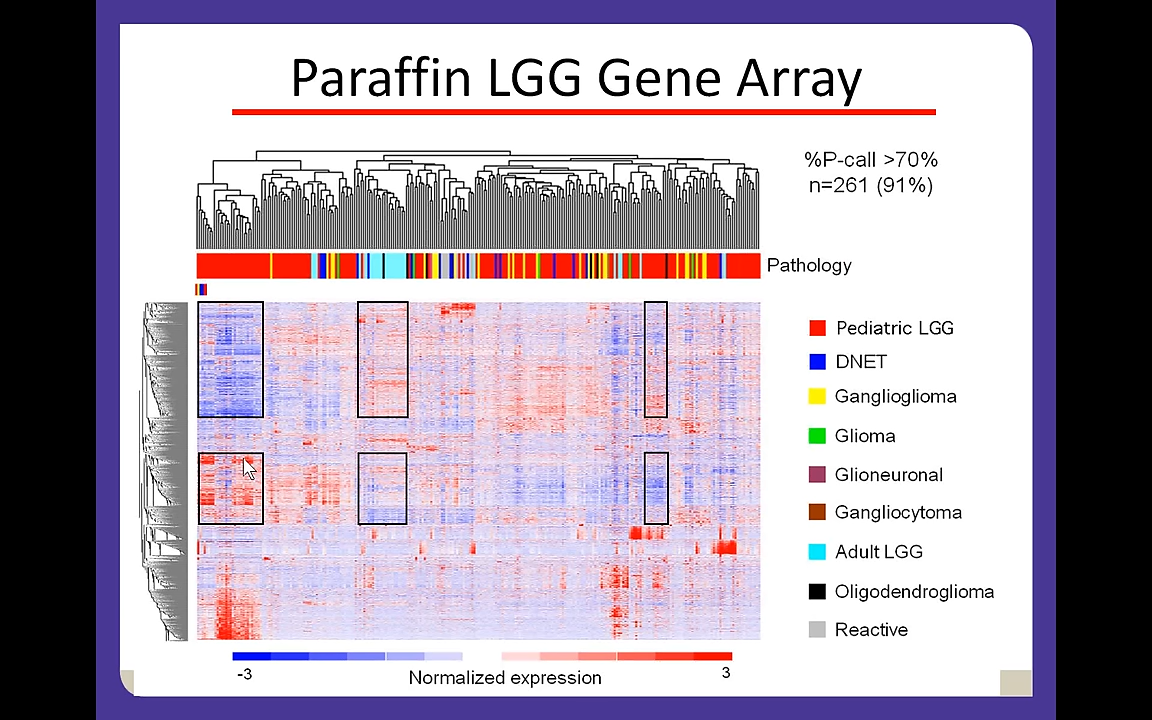 Paraffin LGG Gene Array
%P-call >70%
n=261 (91%)
Pathology
Pediatric LGG
DNET
Ganglioglioma
Glioma
Glioneuronal
Gangliocytoma
Adult LGG
Oligodendroglioma
Reactive
-3
Normalized expression
3